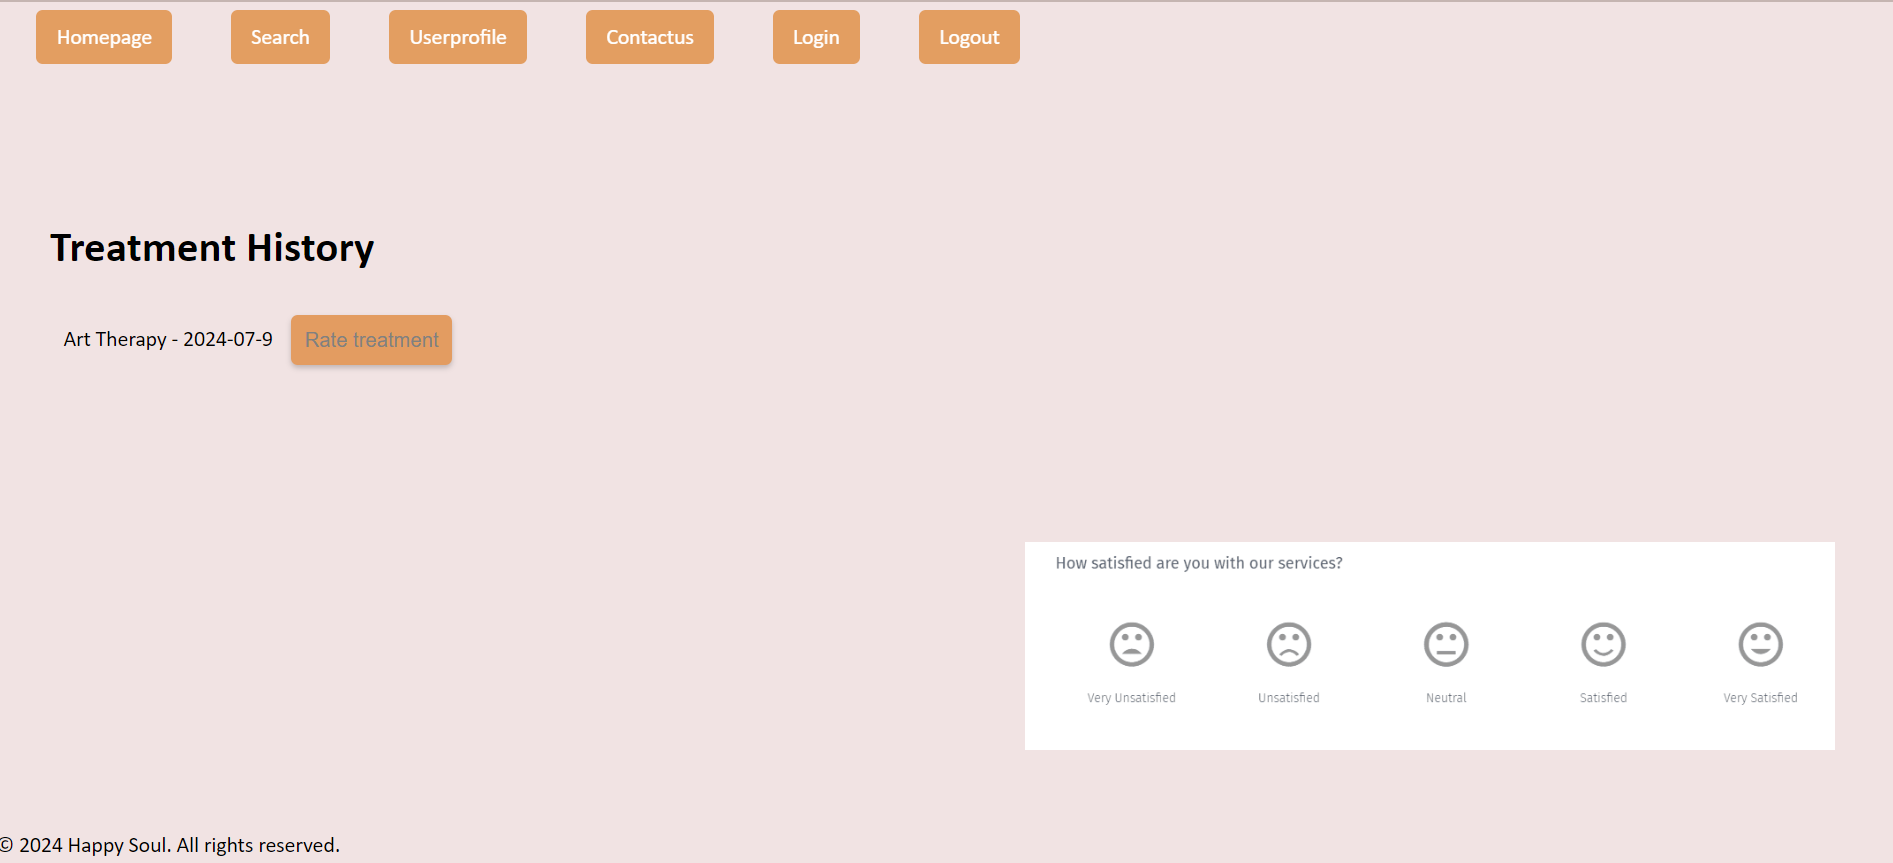 Homepage Search Userprofile Contactus Login Logout
Treatment History
Art Therapy - 2024-07-9 Rate treatment
How satisfied are you with our services?
Very Unsatisfied Unsatisfied Neutral Satisfied Very Satisfied
© 2024 Happy Soul. All rights reserved.